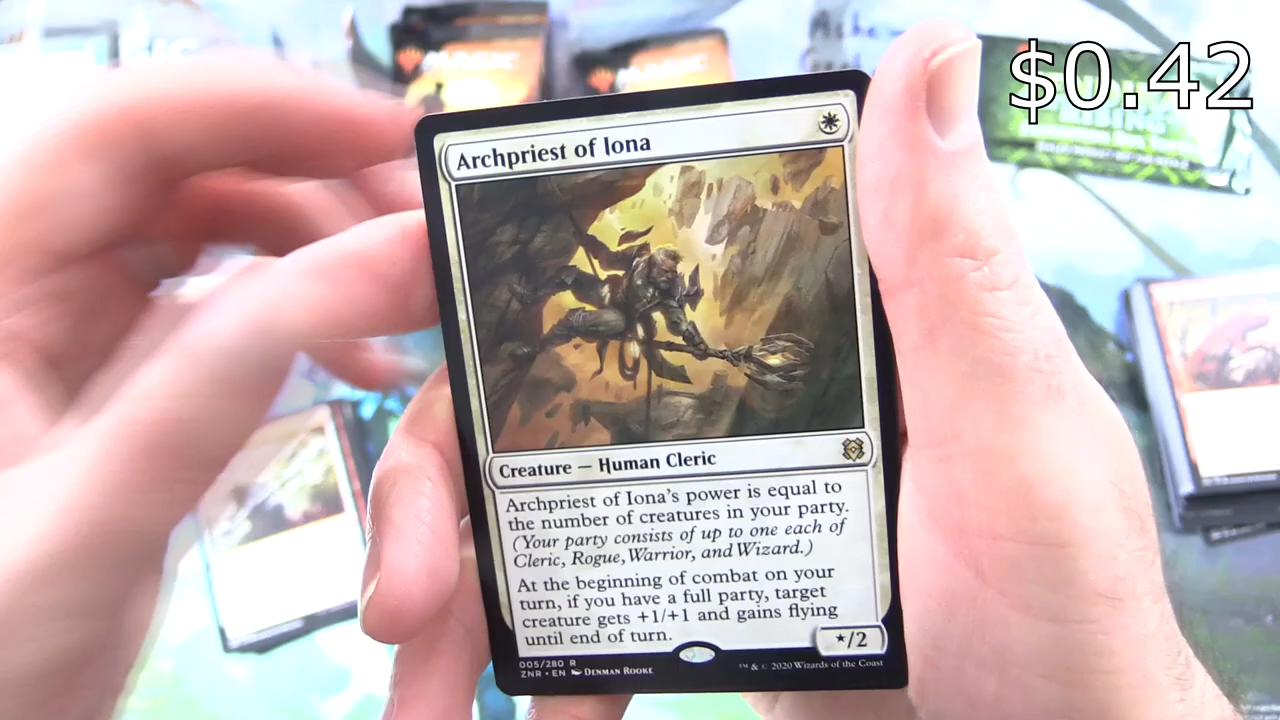 $0.42
MAGIC
MAGIC
RISING
Archpriest of Iona
Creature — Human Cleric
Archpriest of Iona's power is equal to
the number of creatures in your party.
(Your party consists of up to one each of
Cleric, Rogue, Warrior, and Wizard.)
At the beginning of combat on your
turn, if you have a full party, target
creature gets +1/+1 and gains flying
until end of turn.
★/2
005/280 R
ZNR • EN Denman Rooke
™ & © 2020 Wizards of the Coast